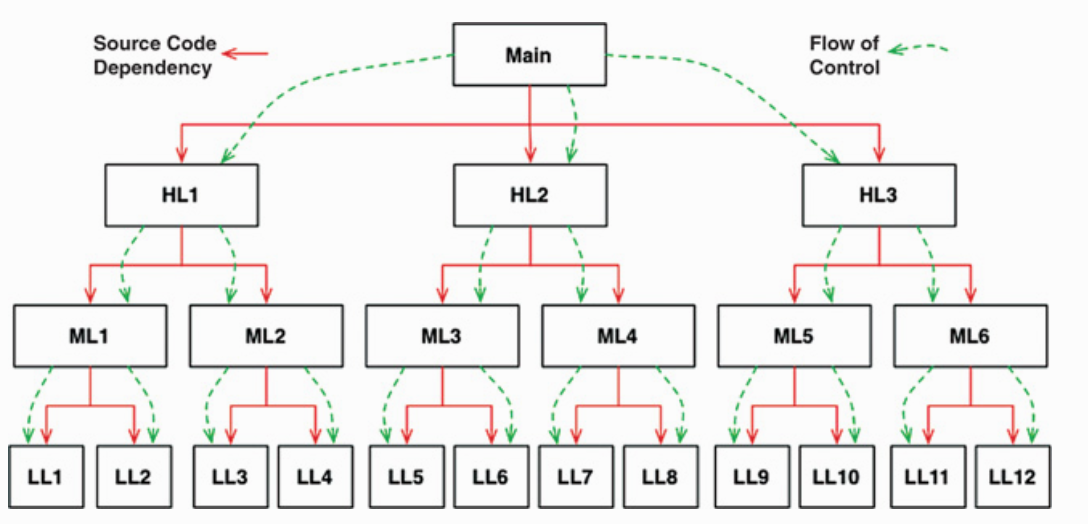 Source Code
Dependency
Main
Flow of
Control
HL1
HL2
HL3
ML1
ML2
ML3
ML4
ML5
ML6
LL1
LL2
LL3
LL4
LL5
LL6
LL7
LL8
LL9
LL10
LL11
LL12